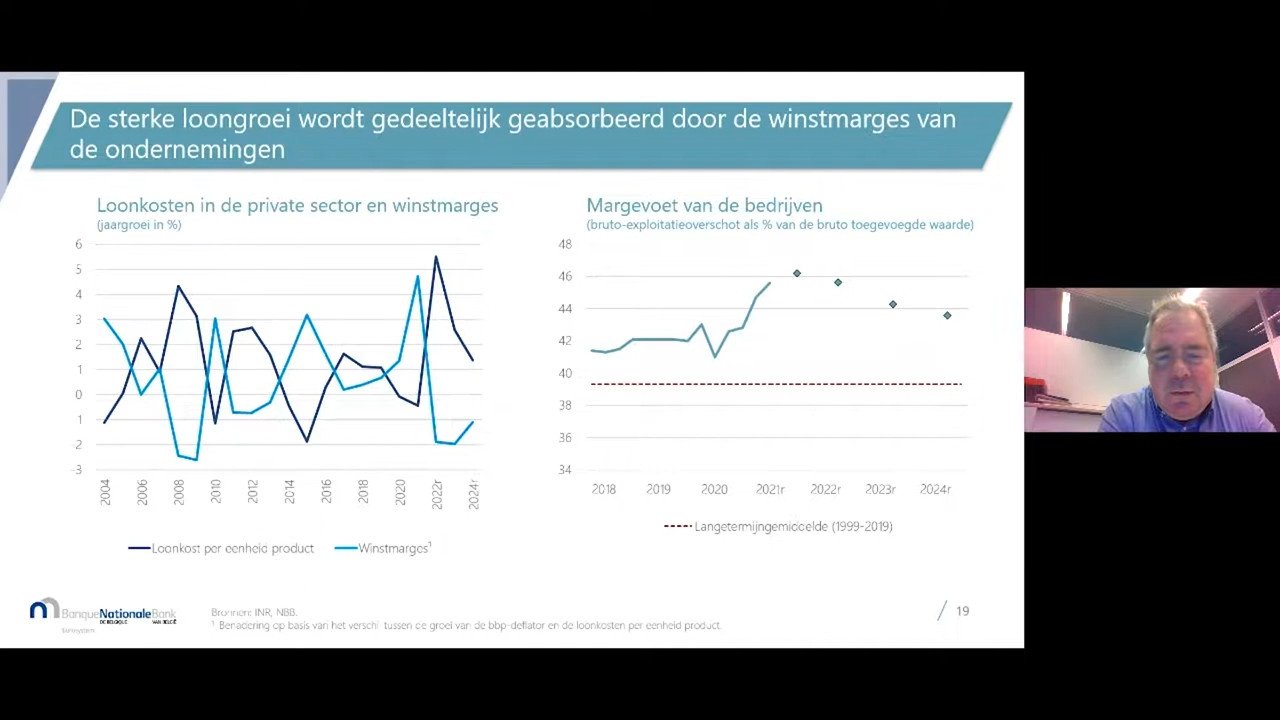 De sterke loongroei wordt gedeeltelijk geabsorbeerd door de winstmarges van
de ondernemingen
Loonkosten in de private sector en winstmarges
(jaargroei in %)
6
5
4
3
2
1
0
1
2
-3
2004
2006
2008
2010
2012
2014
2016
2018
2020
2022r
2024r
Loonkost per eenheid product
Winstmarges¹
Margevoet van de bedrijven
(bruto-exploitatieoverschot als % van de bruto toegevoegde waarde)
48
46
44
42
40
38
36
34
2018
2019
2020
2021r
2022r
2023r
2024r
Langetermijngemiddelde (1999-2019)
BanqueNationaleBank
DE BELGIQUE
VAN BELGIË
Eurosysteem
Bronnen: INR, NBB.
¹ Benadering op basis van het verschil tussen de groei van de bbp-deflator en de loonkosten per eenheid product.
19